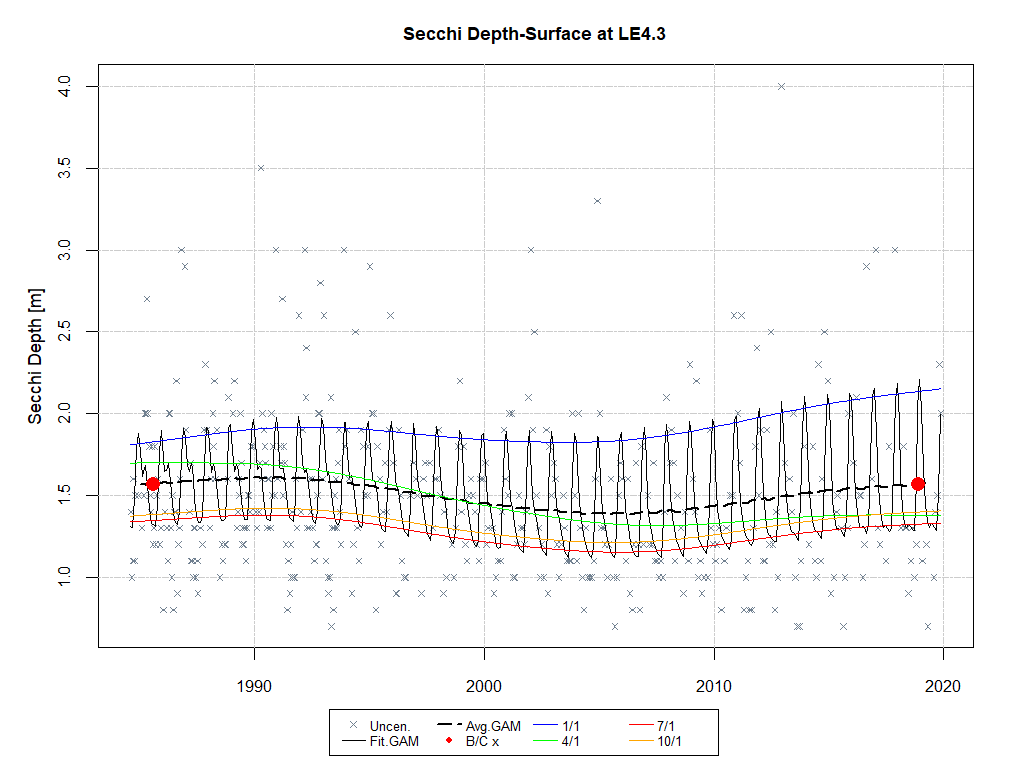 Secchi Depth-Surface at LE4.3
Secchi Depth [m]
4.0
3.5
3.0
2.5
2.0
1.5
1.0
1990 2000 2010 2020
Uncen. Avg.GAM 1/1 7/1
Fit.GAM B/C x 4/1 10/1